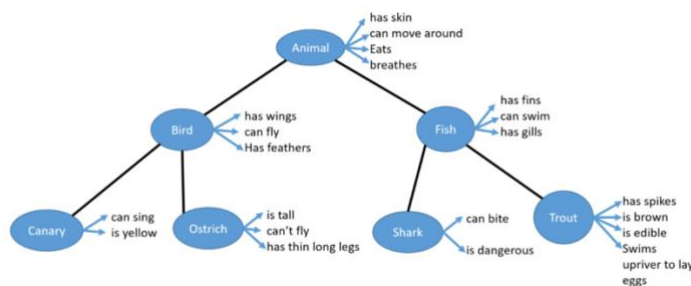 Animal
has skin
can move around
Eats
breathes
Bird
has wings
can fly
Has feathers
Fish
has fins
can swim
has gills
Canary
can sing
is yellow
Ostrich
is tall
can't fly
has thin long legs
Shark
can bite
is dangerous
Trout
has spikes
is brown
is edible
Swims
upriver to lay
eggs